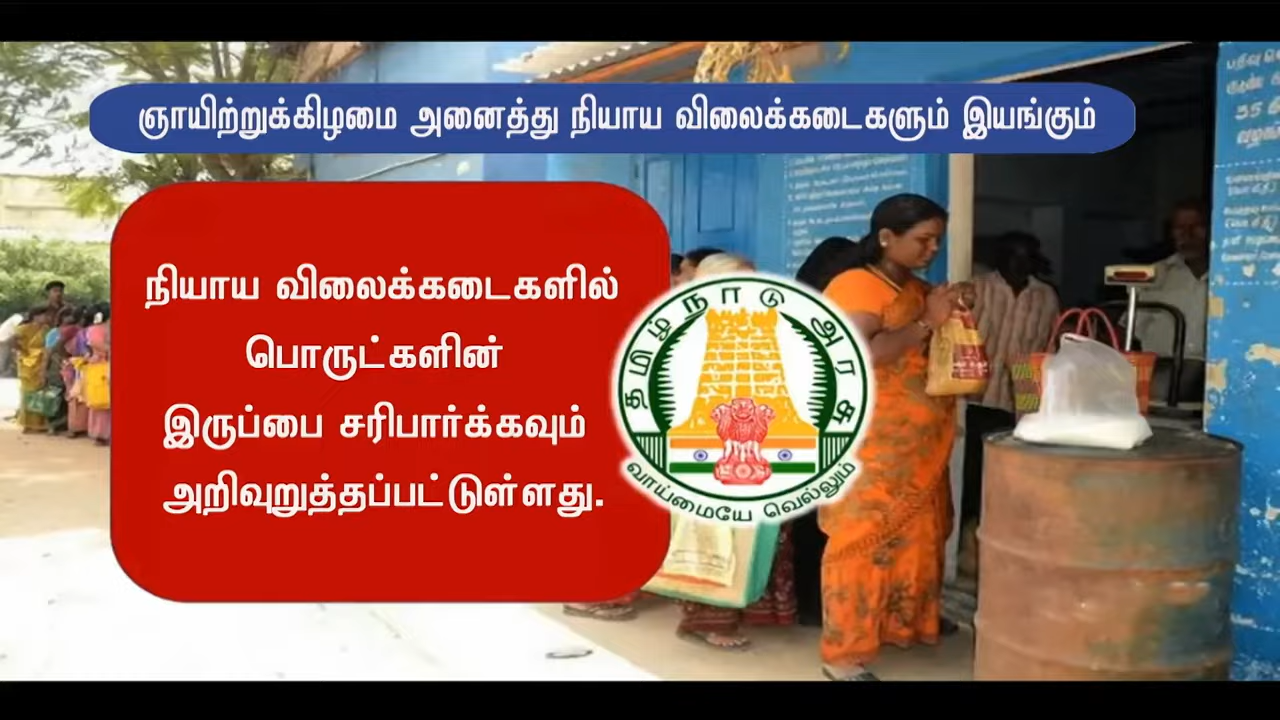 ஞாயிற்றுக்கிழமை அனைத்து நியாய விலைக்கடைகளும் இயங்கும்
நியாய விலைக்கடைகளில்
பொருட்களின்
இருப்பை சரிபார்க்கவும்
அறிவுறுத்தப்பட்டுள்ளது.
தமிழ்நாடு அரசு
வாய்மையே வெல்லும்